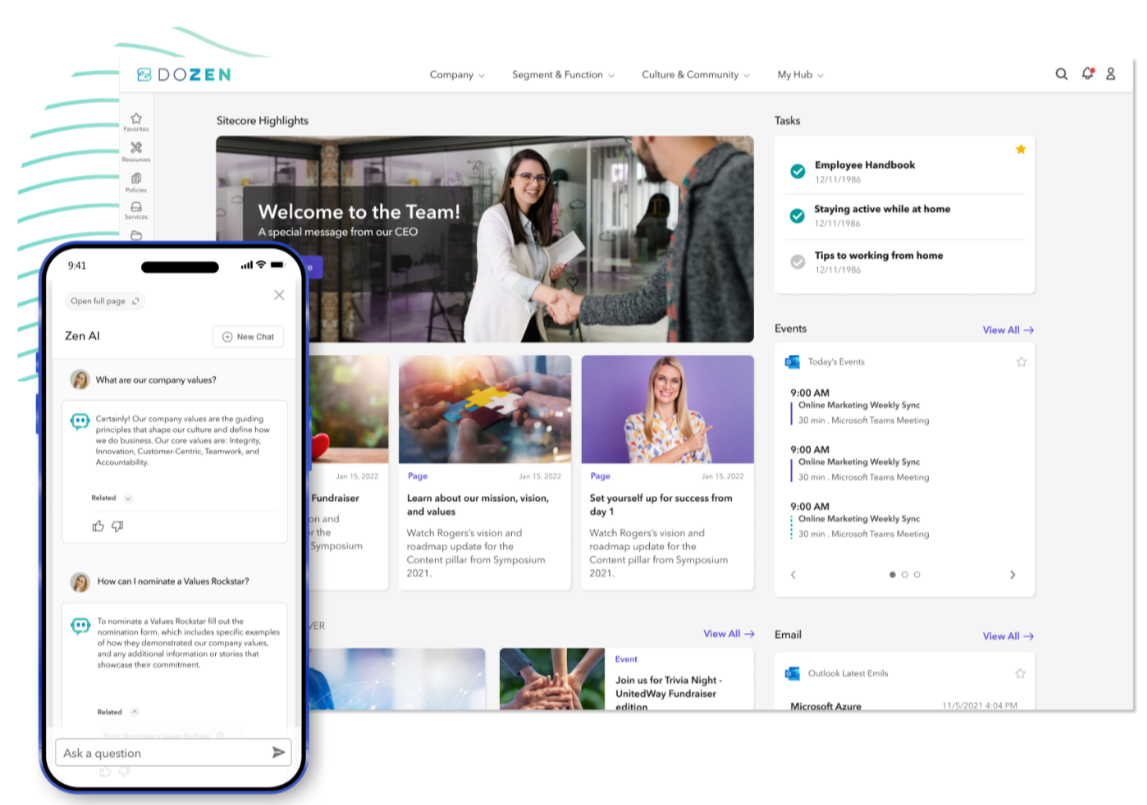 DOZEN
Company
Segment & Function
Culture & Community
My Hub
Favorites
Resources
Policies
Services
Sitecore Highlights
Welcome to the Team!
A special message from our CEO
Jan 15, 2022
Fundraiser
on and
r the
Symposium
Page
Jan 15, 2022
Learn about our mission, vision,
and values
Watch Rogers's vision and
roadmap update for the
Content pillar from Symposium
2021.
Page
Jan 15, 2022
Set yourself up for success from
day 1
Watch Rogers's vision and
roadmap update for the
Content pillar from Symposium
2021.
VER
View All →
Event
Join us for Trivia Night -
UnitedWay Fundraiser
edition
Tasks
Employee Handbook
12/11/1986
Staying active while at home
12/11/1986
Tips to working from home
12/11/1986
Events
View All →
Today's Events
9:00 AM
Online Marketing Weekly Sync
30 min . Microsoft Teams Meeting
9:00 AM
Online Marketing Weekly Sync
30 min . Microsoft Teams Meeting
9:00 AM
Online Marketing Weekly Sync
30 min . Microsoft Teams Meeting
Email
View All →
Outlook Latest Emils
Microsoft Azure
11/5/2021 4:04 PM
9:41
Open full page
Zen AI
New Chat
What are our company values?
Certainly! Our company values are the guiding
principles that shape our culture and define how
we do business. Our core values are: Integrity,
Innovation, Customer-Centric, Teamwork, and
Accountability.
Related
How can I nominate a Values Rockstar?
To nominate a Values Rockstar fill out the
nomination form, which includes specific examples
of how they demonstrated our company values,
and any additional information or stories that
showcase their commitment.
Related
Nominate a Values Rockstar
Ask a question